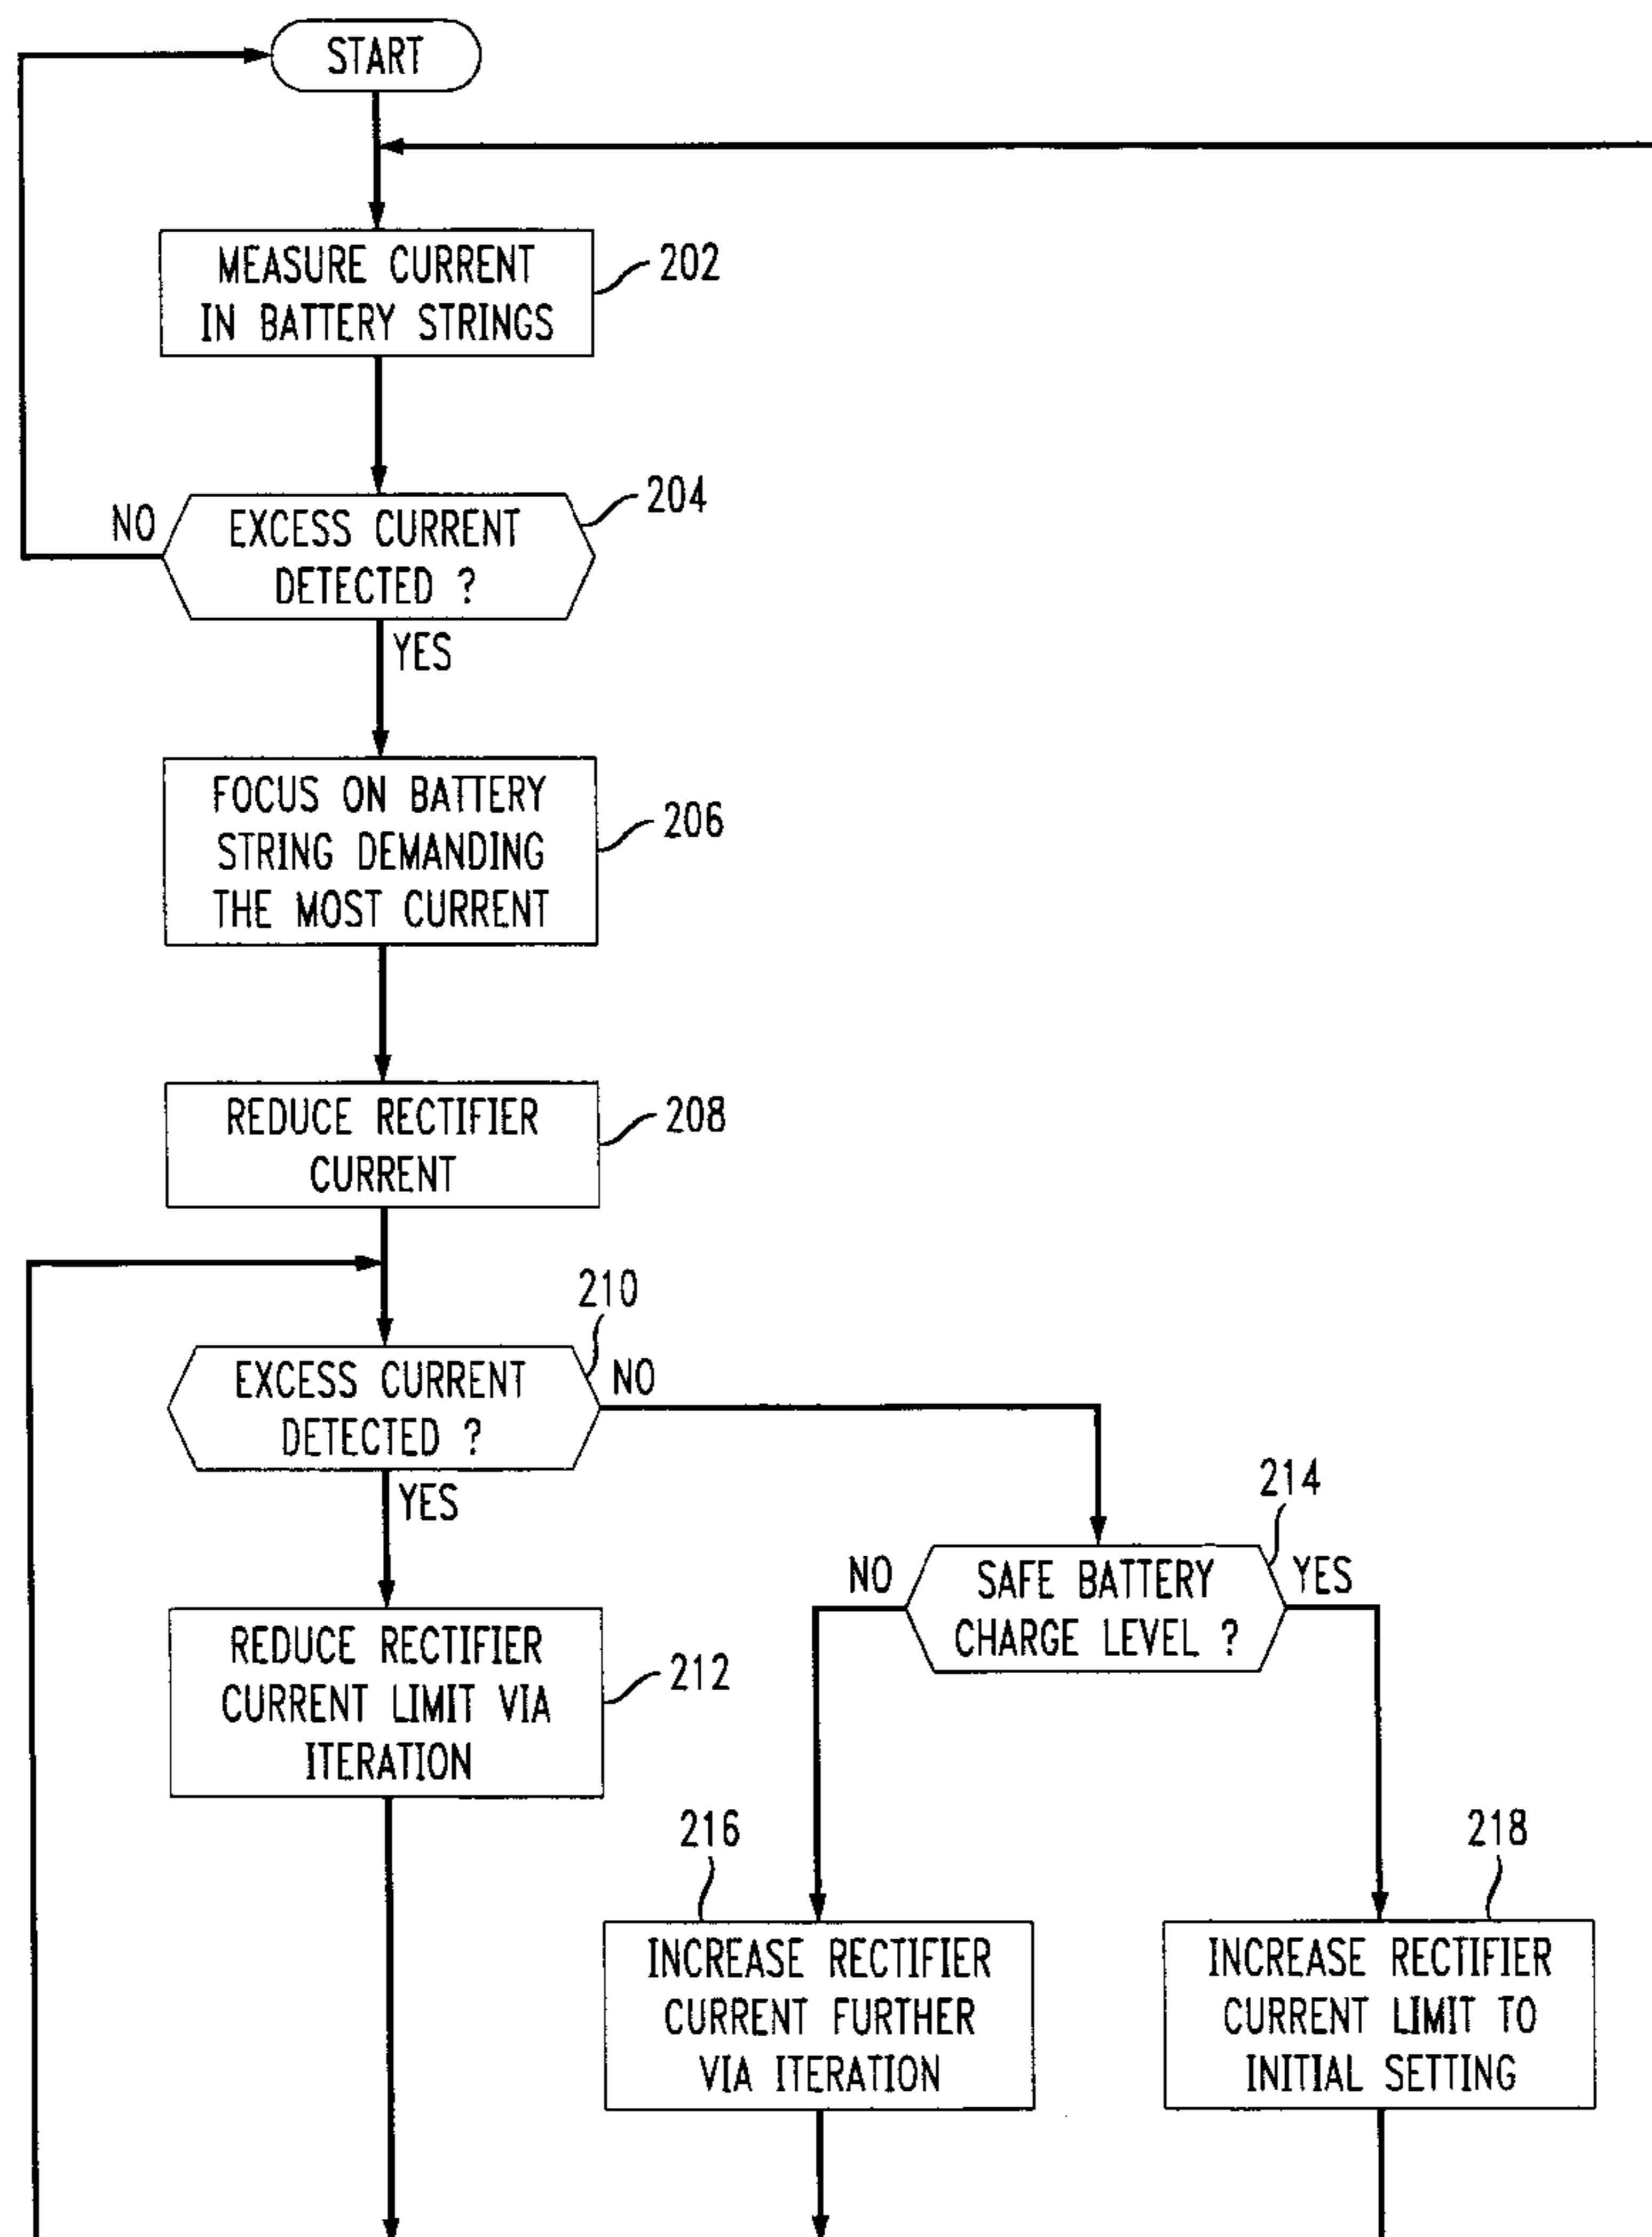 START
MEASURE CURRENT
IN BATTERY STRINGS
202
NO
EXCESS CURRENT
DETECTED ?
204
YES
FOCUS ON BATTERY
STRING DEMANDING
THE MOST CURRENT
206
REDUCE RECTIFIER
CURRENT
208
210
EXCESS CURRENT
DETECTED ?
NO
YES
214
NO
SAFE BATTERY
CHARGE LEVEL ?
YES
REDUCE RECTIFIER
CURRENT LIMIT VIA
ITERATION
212
216
INCREASE RECTIFIER
CURRENT FURTHER
VIA ITERATION
218
INCREASE RECTIFIER
CURRENT LIMIT TO
INITIAL SETTING